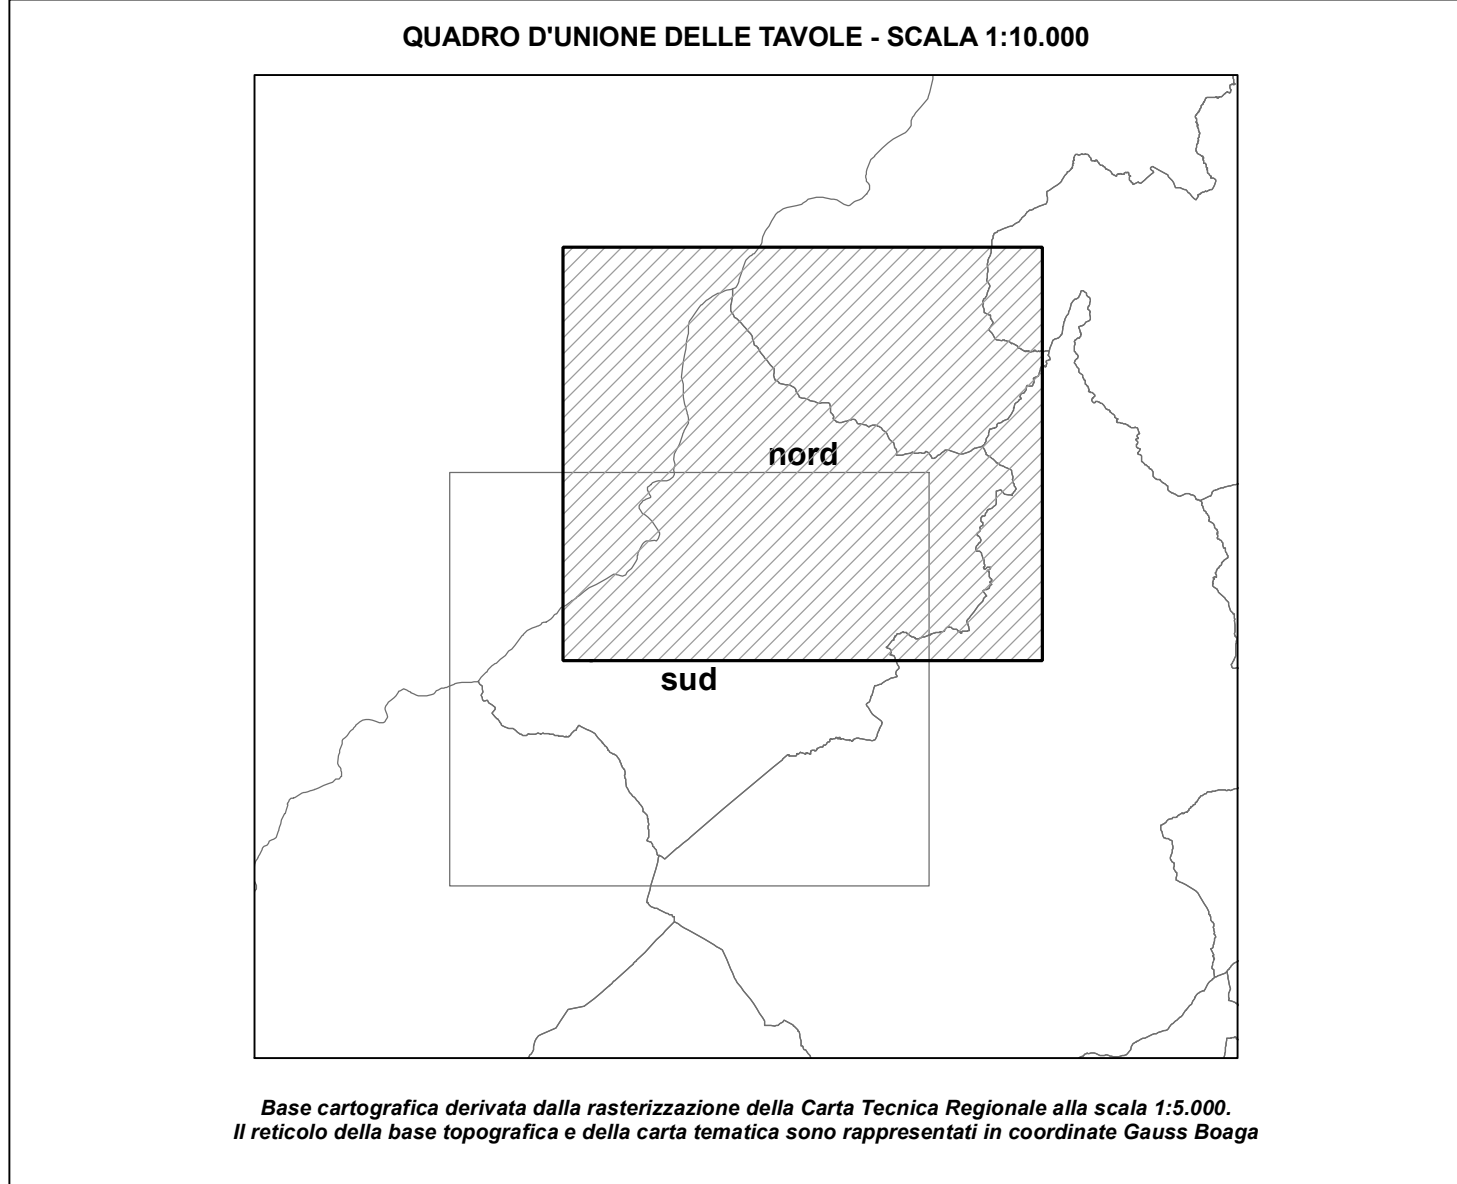 QUADRO D'UNIONE DELLE TAVOLE - SCALA 1:10.000
nord
sud
Base cartografica derivata dalla rasterizzazione della Carta Tecnica Regionale alla scala 1:5.000.
Il reticolo della base topografica e della carta tematica sono rappresentati in coordinate Gauss Boaga